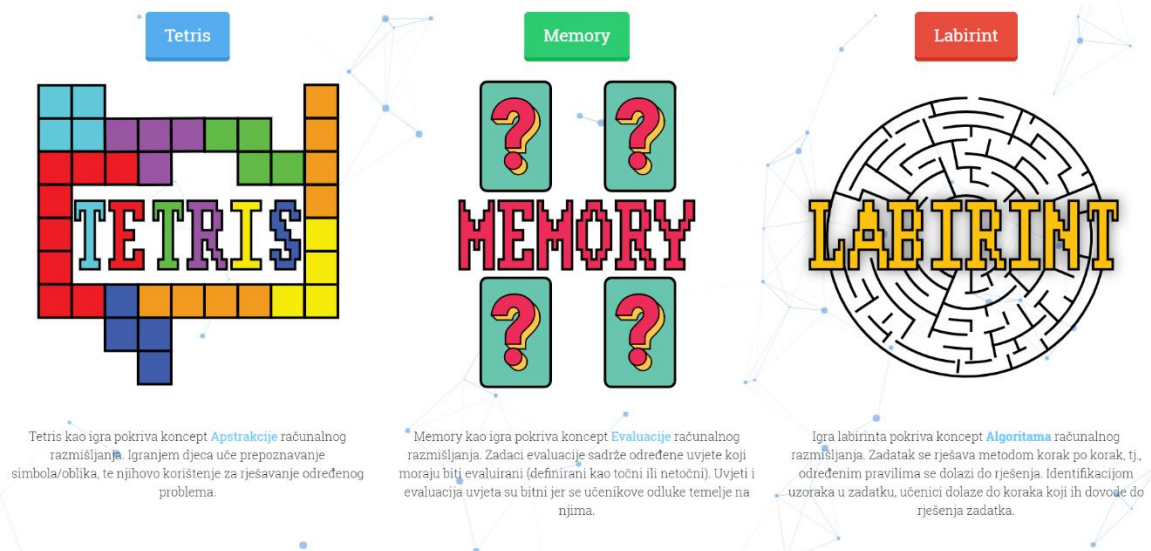 Tetris
TETRIS
Tetris kao igra pokriva koncept Apstrakcije računalnog
razmišljanja. Igranjem djeca uče prepoznavanje
simbola/oblika, te njihovo korištenje za rješavanje određenog
problema.
Memory
? ?
MEMORY
? ?
Memory kao igra pokriva koncept Evaluacije računalnog
razmišljanja. Zadaci evaluacije sadrže određene uvjete koji
moraju biti evaluirani (definirani kao točni ili netočni). Uvjeti i
evaluacija uvjeta su bitni jer se učenikove odluke temelje na
njima.
Labirint
LABIRINT
Igra labirinta pokriva koncept Algoritama računalnog
razmišljanja. Zadatak se rješava metodom korak po korak, tj.,
određenim pravilima se dolazi do rješenja. Identifikacijom
uzoraka u zadatku, učenici dolaze do koraka koji ih dovode do
rješenja zadatka.